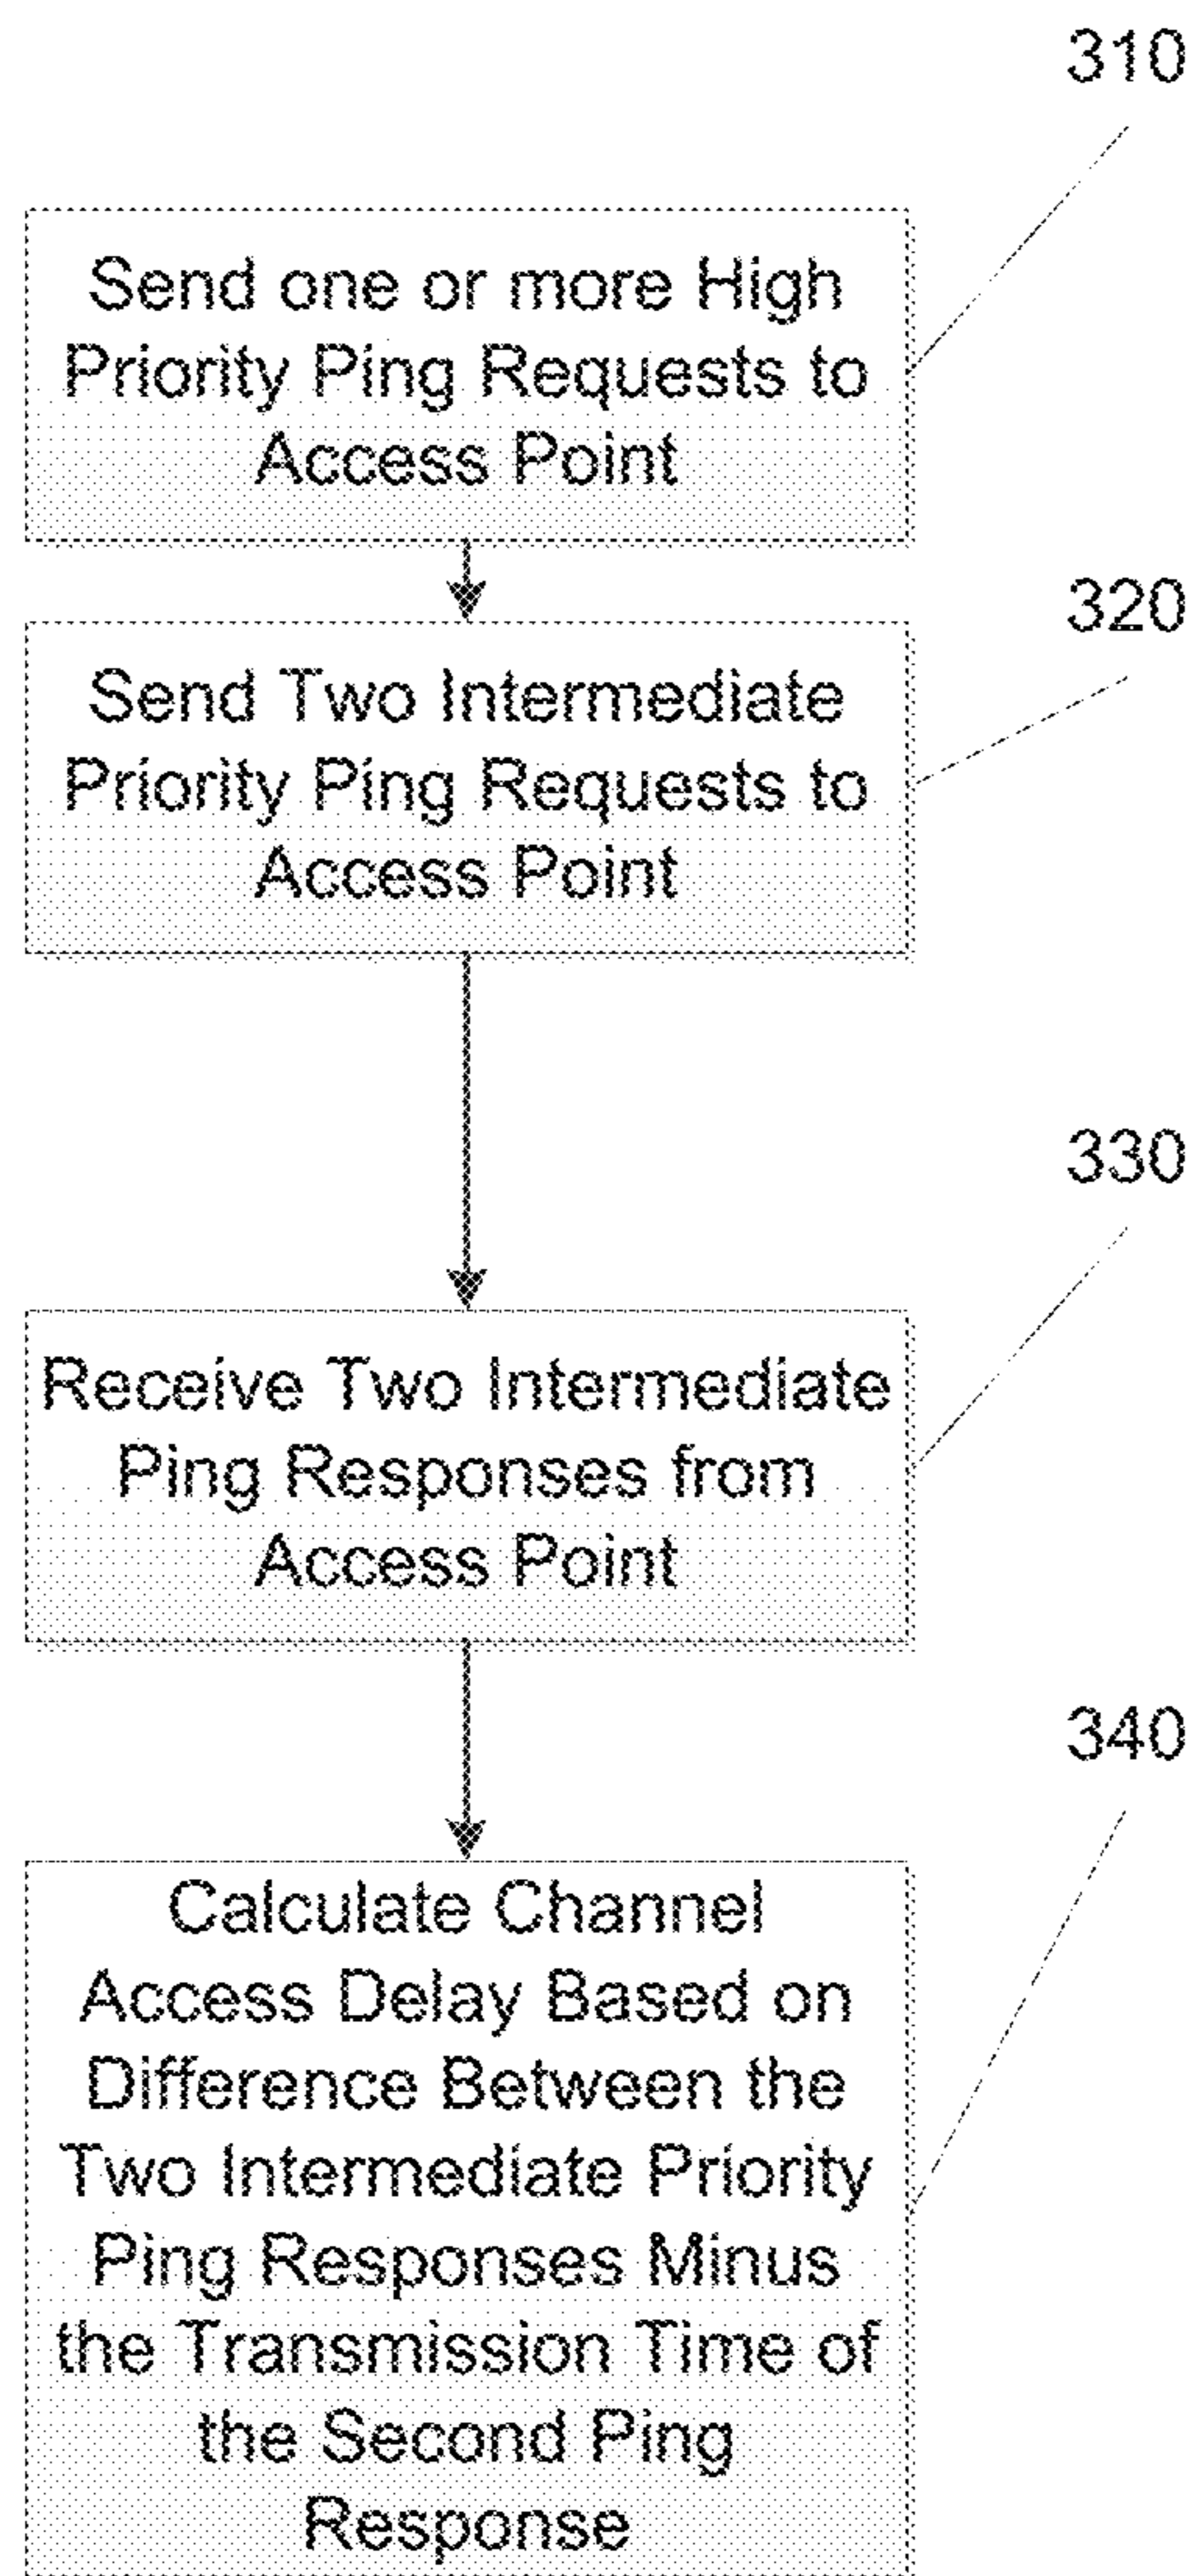 310
Send one or more High
Priority Ping Requests to
Access Point
320
Send Two Intermediate
Priority Ping Requests to
Access Point
330
Receive Two Intermediate
Ping Responses from
Access Point
340
Calculate Channel
Access Delay Based on
Difference Between the
Two Intermediate Priority
Ping Responses Minus
the Transmission Time of
the Second Ping
Response